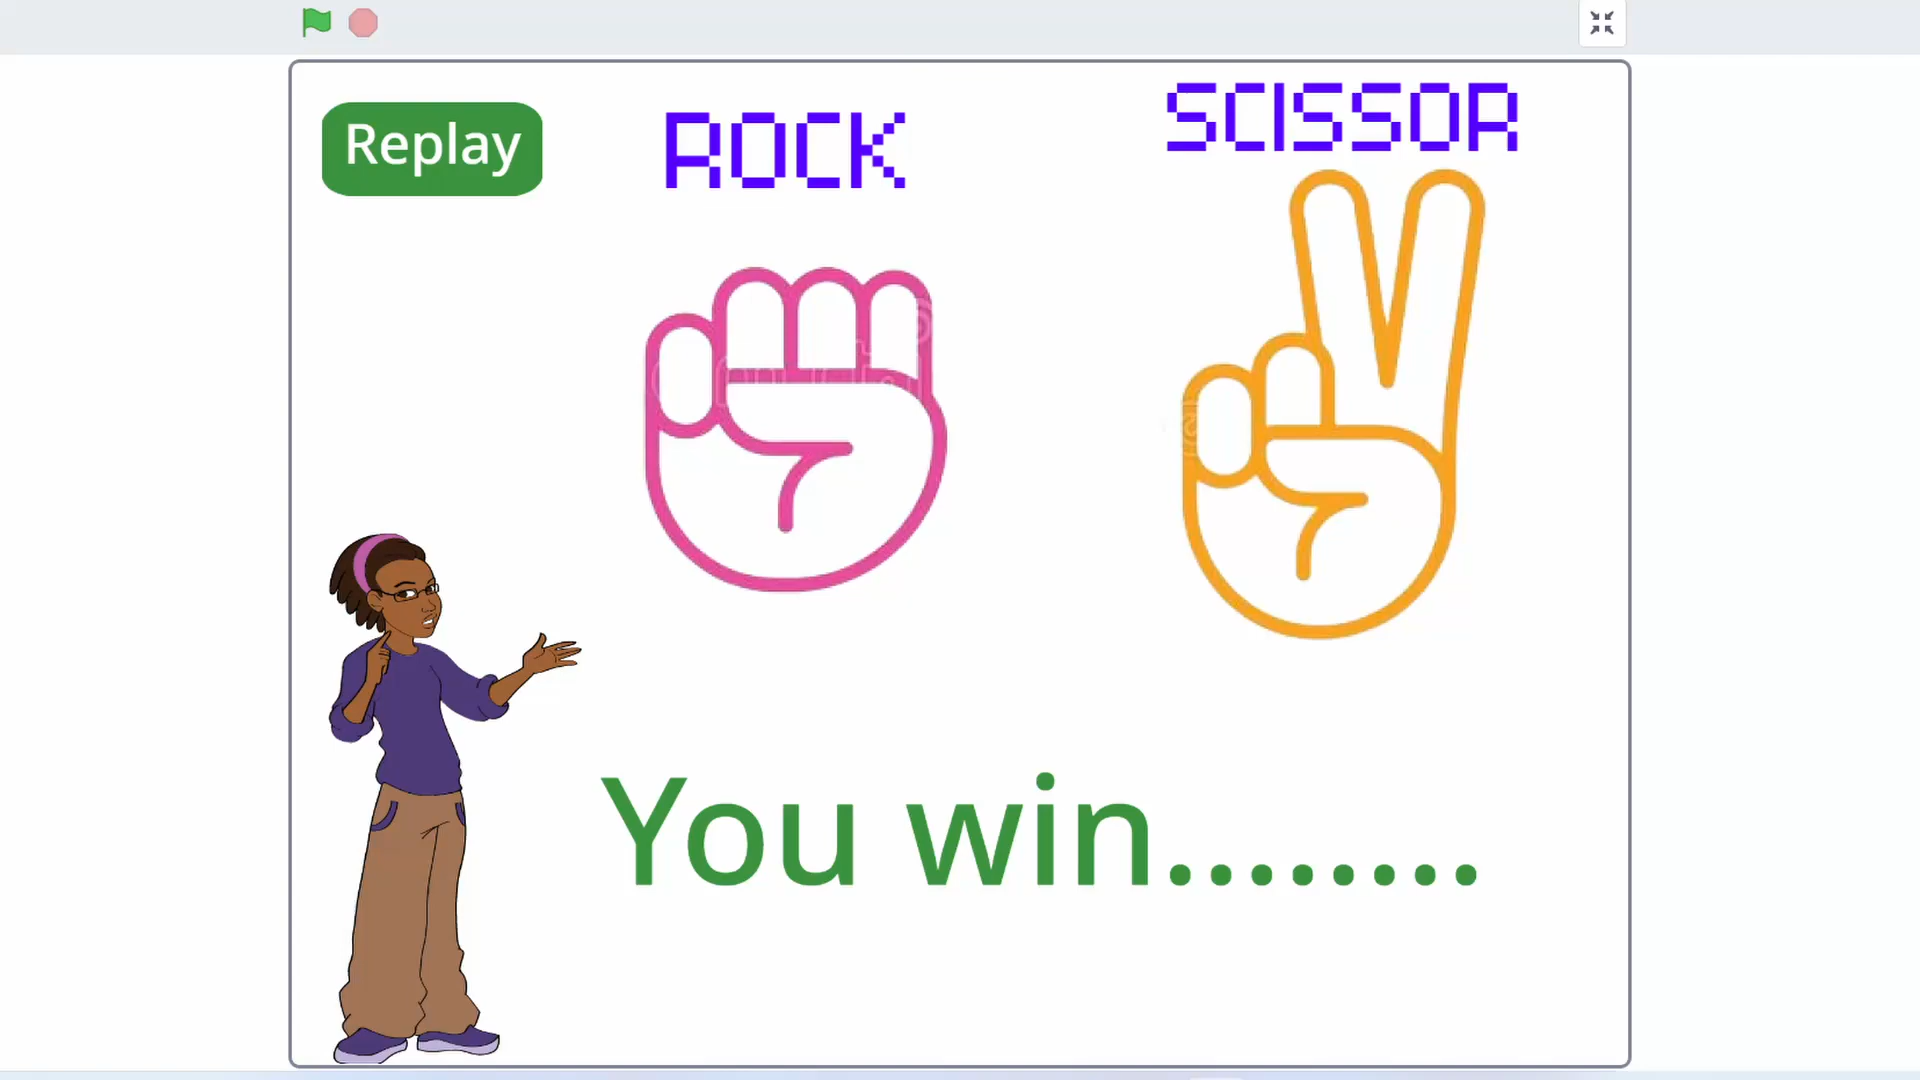 Replay
ROCK
SCISSOR
You win........